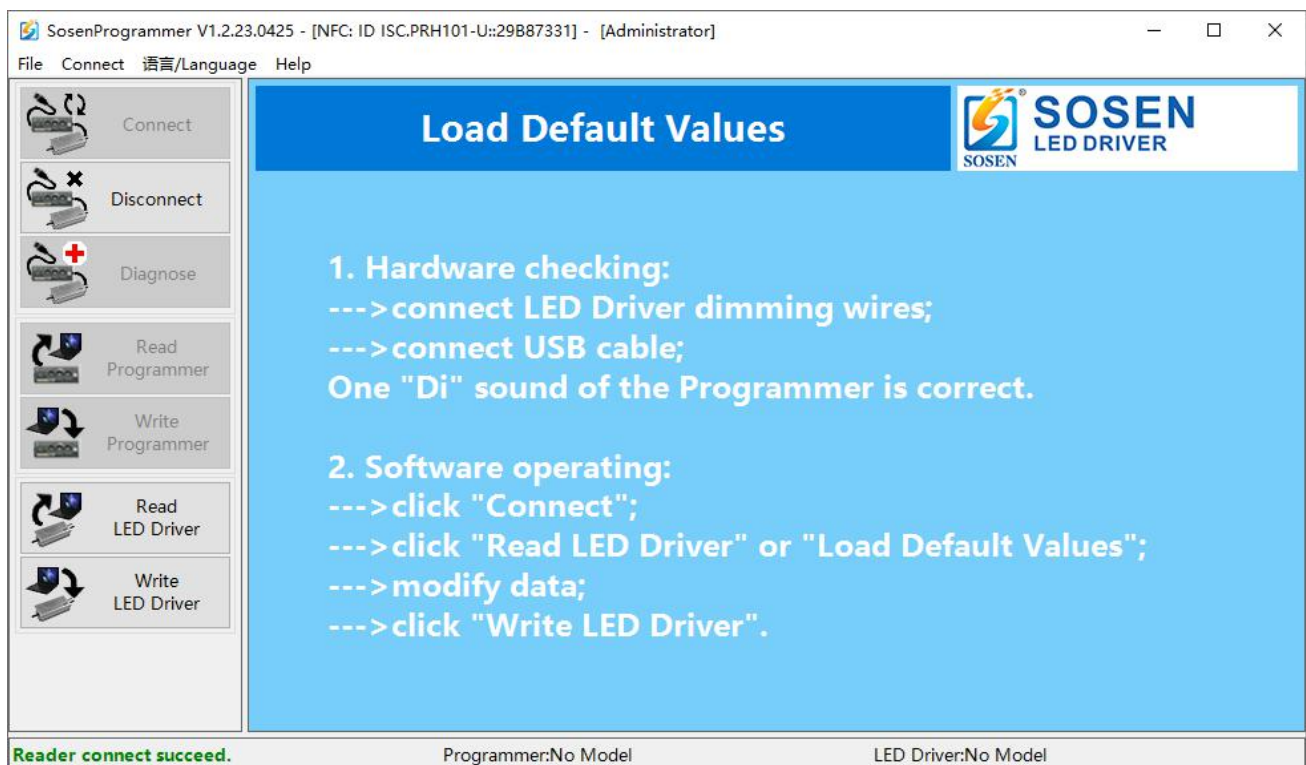 SosenProgrammer V1.2.23.0425 - [NFC: ID ISC.PRH101-U::29B87331] - [Administrator]
File Connect 语言/Language Help
Connect
Disconnect
Diagnose
Read
Programmer
Write
Programmer
Read
LED Driver
Write
LED Driver
Load Default Values
SOSEN
SOSEN
LED DRIVER
1. Hardware checking:
--->connect LED Driver dimming wires;
--->connect USB cable;
One "Di" sound of the Programmer is correct.
2. Software operating:
--->click "Connect";
--->click "Read LED Driver" or "Load Default Values";
--->modify data;
--->click "Write LED Driver".
Reader connect succeed. Programmer:No Model LED Driver:No Model